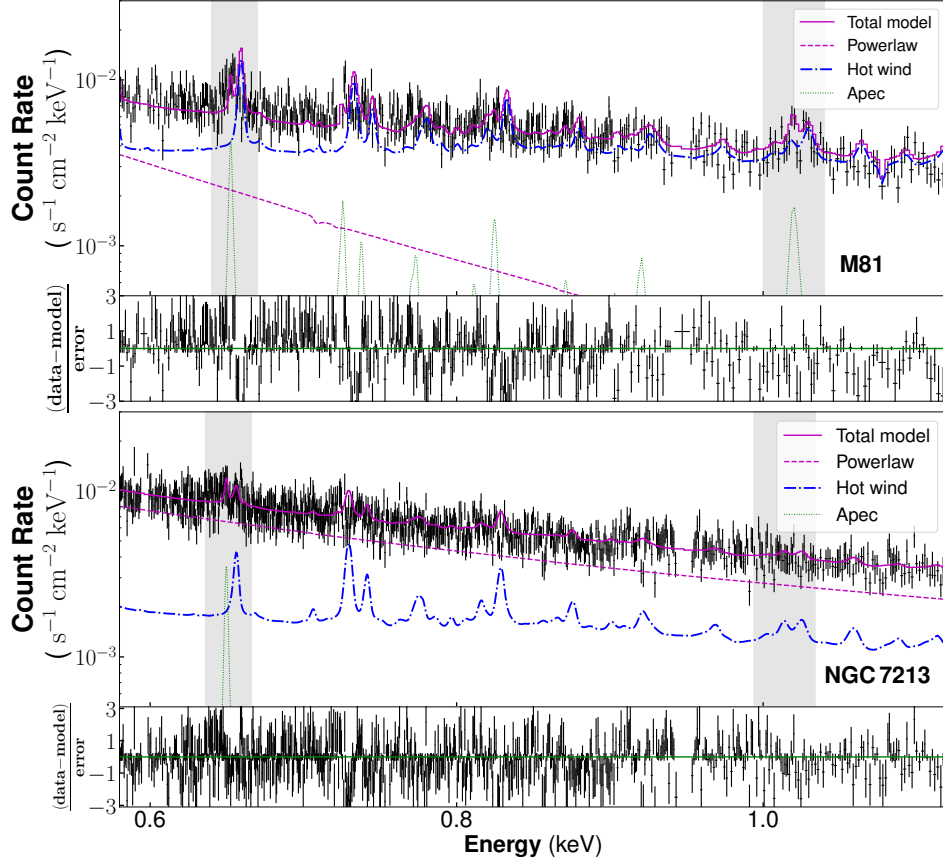 Count Rate
( s⁻¹ cm⁻² keV⁻¹)
10⁻²
10⁻³
Total model
Powerlaw
Hot wind
Apec
M81
(data−model)
error
3
1
−1
−3
Count Rate
( s⁻¹ cm⁻² keV⁻¹)
10⁻²
10⁻³
Total model
Powerlaw
Hot wind
Apec
NGC 7213
(data−model)
error
3
1
−1
−3
0.6
0.8
1.0
Energy (keV)